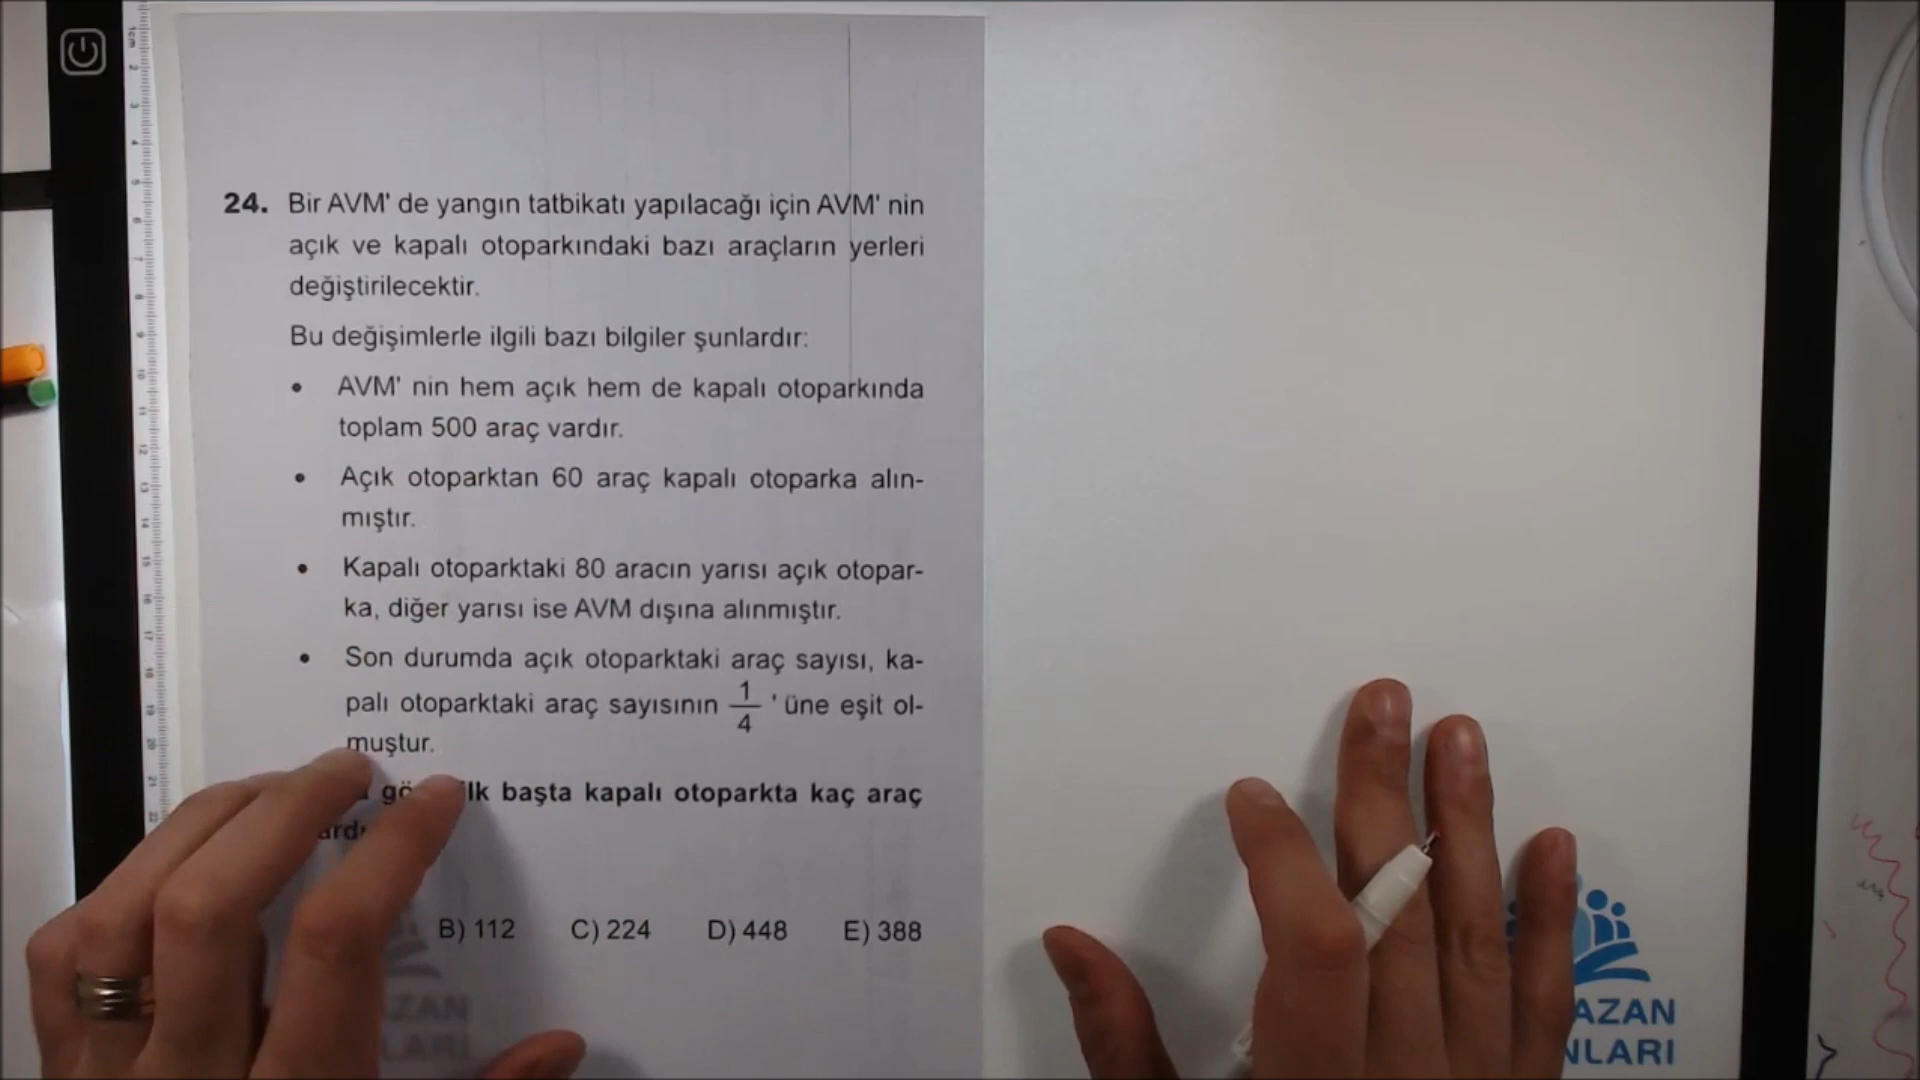 24. Bir AVM' de yangın tatbikatı yapılacağı için AVM' nin
açık ve kapalı otoparkındaki bazı araçların yerleri
değiştirilecektir.
Bu değişimlerle ilgili bazı bilgiler şunlardır:
• AVM' nin hem açık hem de kapalı otoparkında
toplam 500 araç vardır.
• Açık otoparktan 60 araç kapalı otoparka alın-
mıştır.
• Kapalı otoparktaki 80 aracın yarısı açık otopar-
ka, diğer yarısı ise AVM dışına alınmıştır.
• Son durumda açık otoparktaki araç sayısı, ka-
palı otoparktaki araç sayısının 1/4 ' üne eşit ol-
muştur.
başta kapalı otoparkta kaç araç
B) 112 C) 224 D) 448 E) 388
AZAN
NLARI